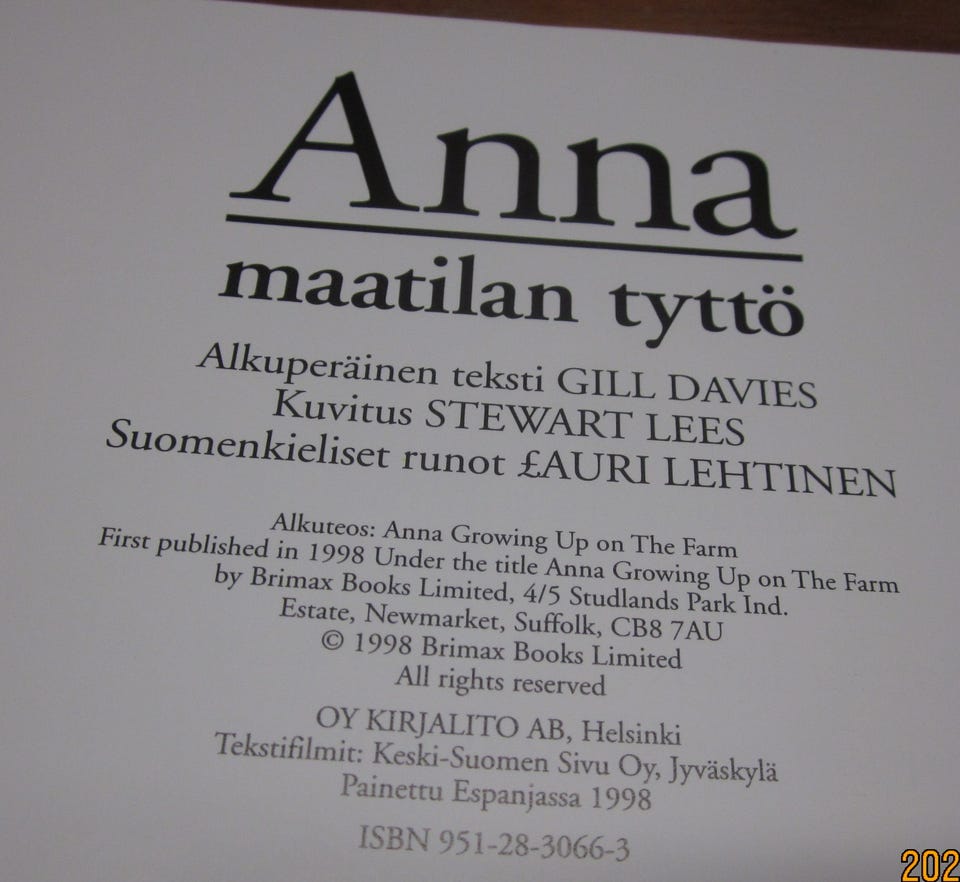 Anna
maatilan tyttö
Alkuperäinen teksti GILL DAVIES
Kuvitus STEWART LEES
Suomenkieliset runot £AURI LEHTINEN
Alkuteos: Anna Growing Up on The Farm
First published in 1998 Under the title Anna Growing Up on The Farm
by Brimax Books Limited, 4/5 Studlands Park Ind.
Estate, Newmarket, Suffolk, CB8 7AU
© 1998 Brimax Books Limited
All rights reserved
OY KIRJALITO AB, Helsinki
Tekstifilmit: Keski-Suomen Sivu Oy, Jyväskylä
Painettu Espanjassa 1998
ISBN 951-28-3066-3
202